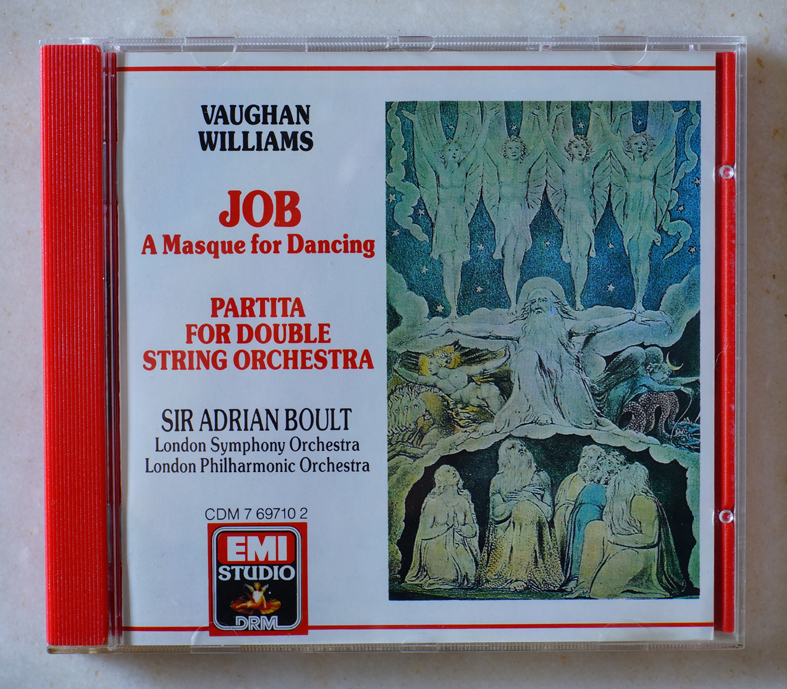 VAUGHAN
WILLIAMS
JOB
A Masque for Dancing
PARTITA
FOR DOUBLE
STRING ORCHESTRA
SIR ADRIAN BOULT
London Symphony Orchestra
London Philharmonic Orchestra
CDM 7 69710 2
EMI
STUDIO
DRM